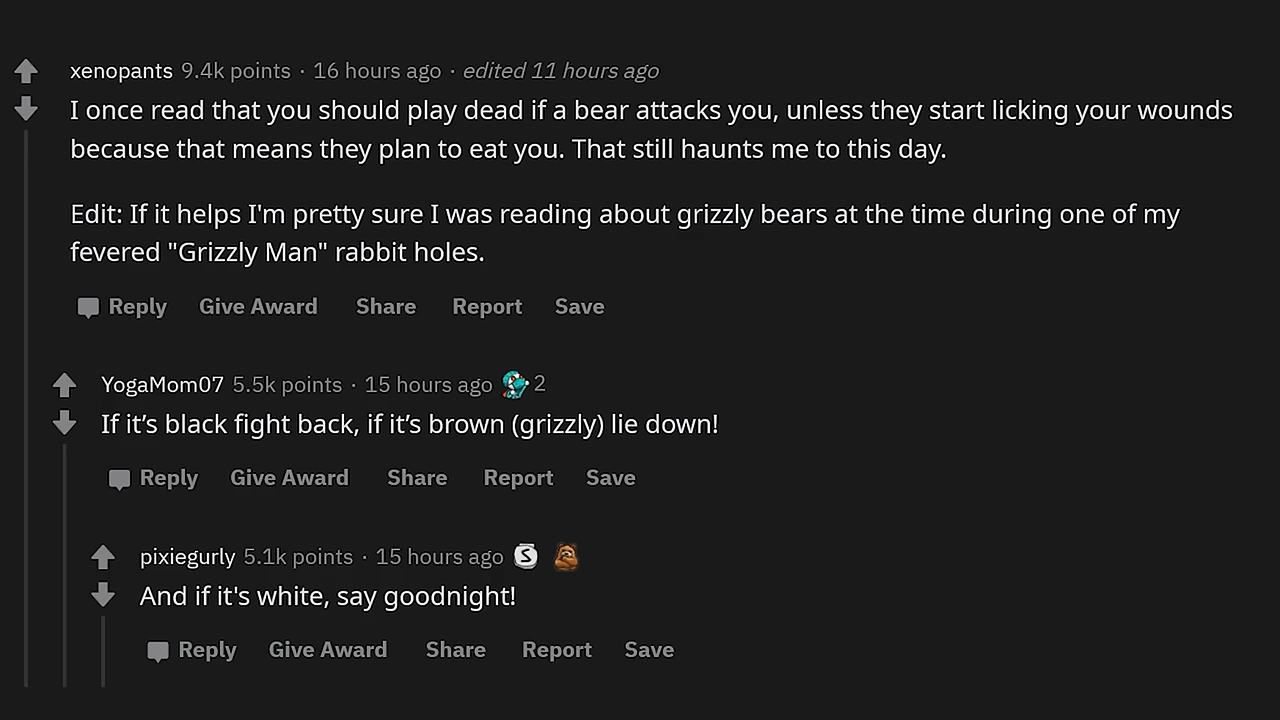 xenopants 9.4k points · 16 hours ago · edited 11 hours ago
I once read that you should play dead if a bear attacks you, unless they start licking your wounds
because that means they plan to eat you. That still haunts me to this day.
Edit: If it helps I'm pretty sure I was reading about grizzly bears at the time during one of my
fevered "Grizzly Man" rabbit holes.
Reply Give Award Share Report Save
YogaMom07 5.5k points · 15 hours ago 2
If it’s black fight back, if it’s brown (grizzly) lie down!
Reply Give Award Share Report Save
pixiegurly 5.1k points · 15 hours ago S
And if it's white, say goodnight!
Reply Give Award Share Report Save